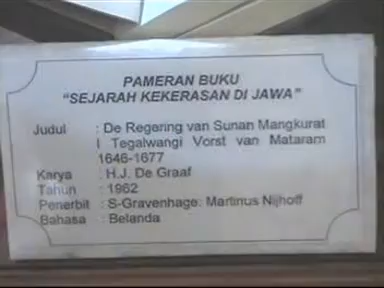 PAMERAN BUKU
"SEJARAH KEKERASAN DI JAWA"
Judul : De Regering van Sunan Mangkurat
I Tegalwangi Vorst van Mataram
1646-1677
Karya : H.J. De Graaf
Tahun : 1962
Penerbit : S-Gravenhage: Martinus Nijhoff
Bahasa : Belanda